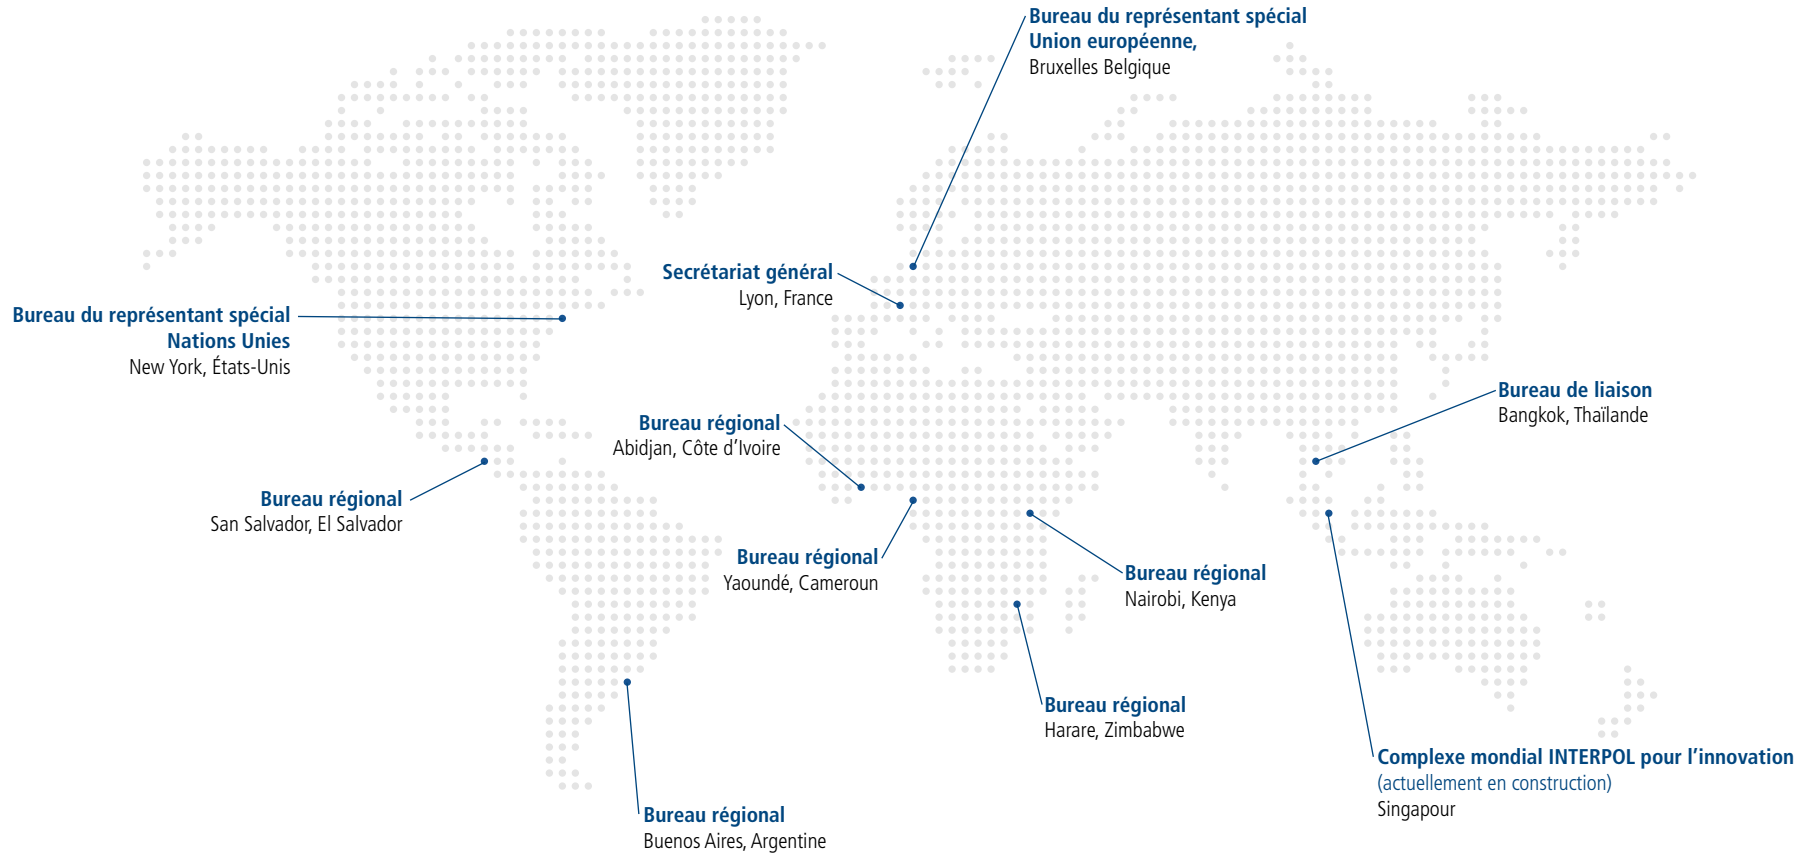 Bureau du représentant spécial
Union européenne,
Bruxelles Belgique
Secrétariat général
Lyon, France
Bureau du représentant spécial
Nations Unies
New York, États-Unis
Bureau de liaison
Bangkok, Thaïlande
Bureau régional
Abidjan, Côte d’Ivoire
Bureau régional
San Salvador, El Salvador
Bureau régional
Yaoundé, Cameroun
Bureau régional
Nairobi, Kenya
Bureau régional
Harare, Zimbabwe
Complexe mondial INTERPOL pour l’innovation
(actuellement en construction)
Singapour
Bureau régional
Buenos Aires, Argentine